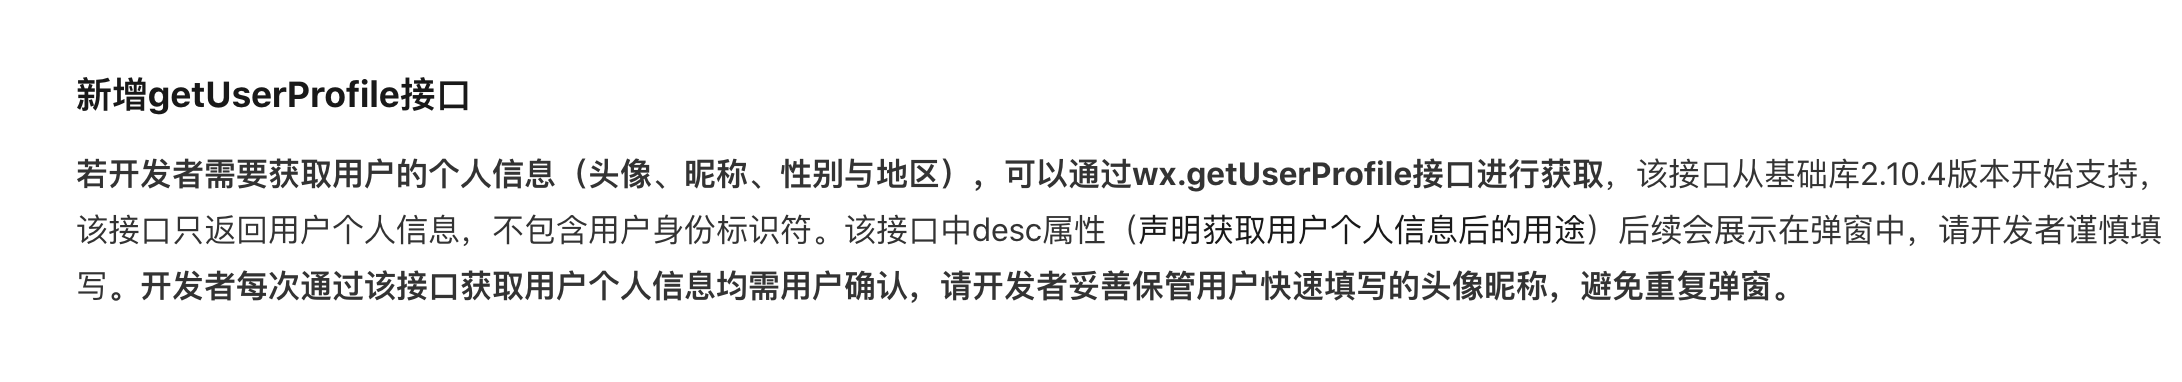 新增getUserProfile接口
若开发者需要获取用户的个人信息（头像、昵称、性别与地区），可以通过wx.getUserProfile接口进行获取，该接口从基础库2.10.4版本开始支持，
该接口只返回用户个人信息，不包含用户身份标识符。该接口中desc属性（声明获取用户个人信息后的用途）后续会展示在弹窗中，请开发者谨慎填
写。开发者每次通过该接口获取用户个人信息均需用户确认，请开发者妥善保管用户快速填写的头像昵称，避免重复弹窗。